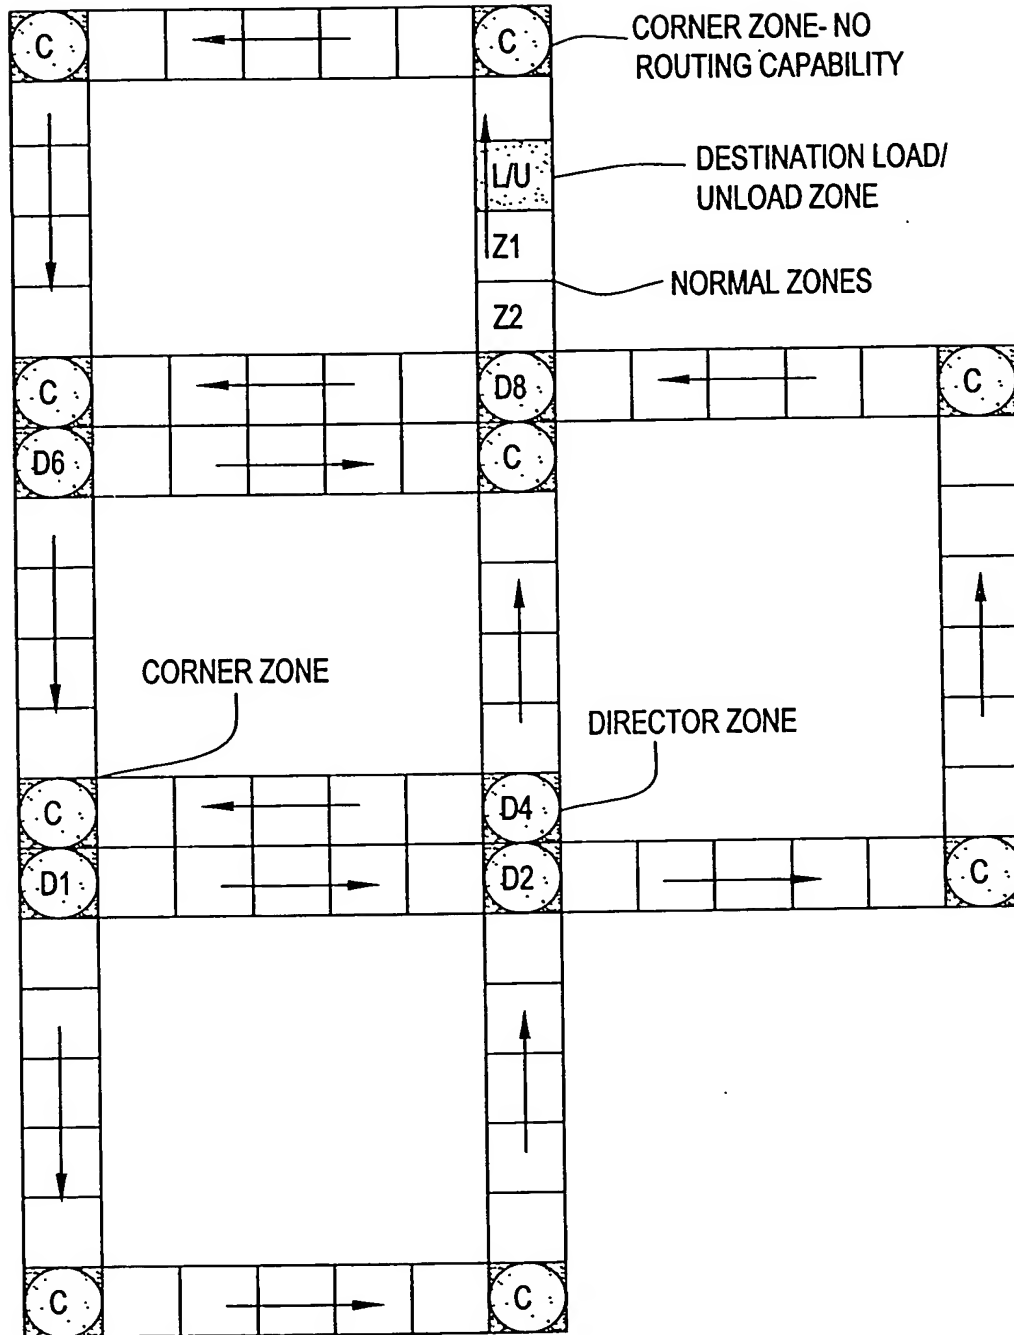 C
C
CORNER ZONE- NO
ROUTING CAPABILITY
L/U
DESTINATION LOAD/
UNLOAD ZONE
Z1
NORMAL ZONES
Z2
C
D8
C
D6
C
CORNER ZONE
DIRECTOR ZONE
C
D4
D1
D2
C
C
C